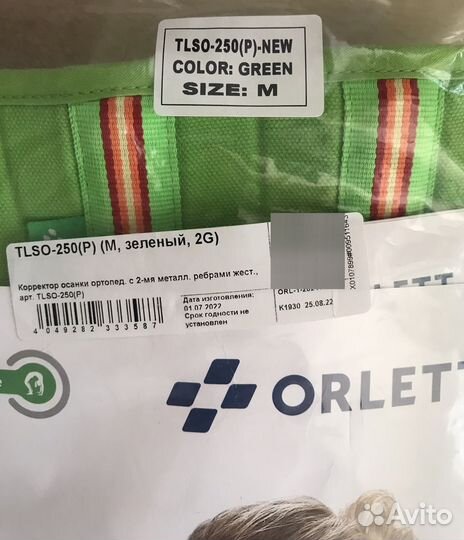 TLSO-250(P)-NEW
COLOR: GREEN
SIZE: M
TLSO-250(P) (М, зеленый, 2G)
Корректор осанки ортопед. с 2-мя металл. ребрами жест.,
арт. TLSO-250(P)
4 049282 333587
Дата изготовления:
01.07.2022
Срок годности не
установлен
K1930 25.08.22
ORLETT
Avito